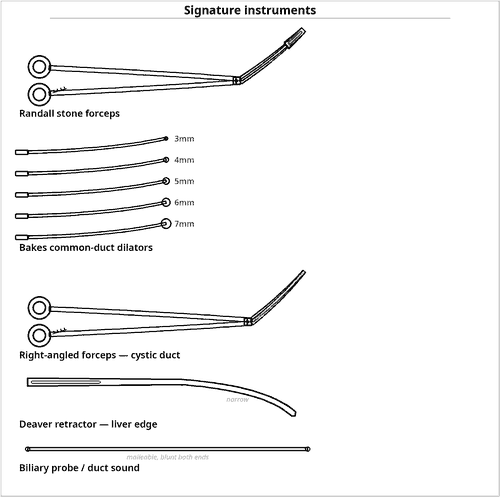 Signature instruments
Randall stone forceps
3mm
4mm
5mm
6mm
7mm
Bakes common-duct dilators
Right-angled forceps — cystic duct
narrow
Deaver retractor — liver edge
malleable, blunt both ends
Biliary probe / duct sound